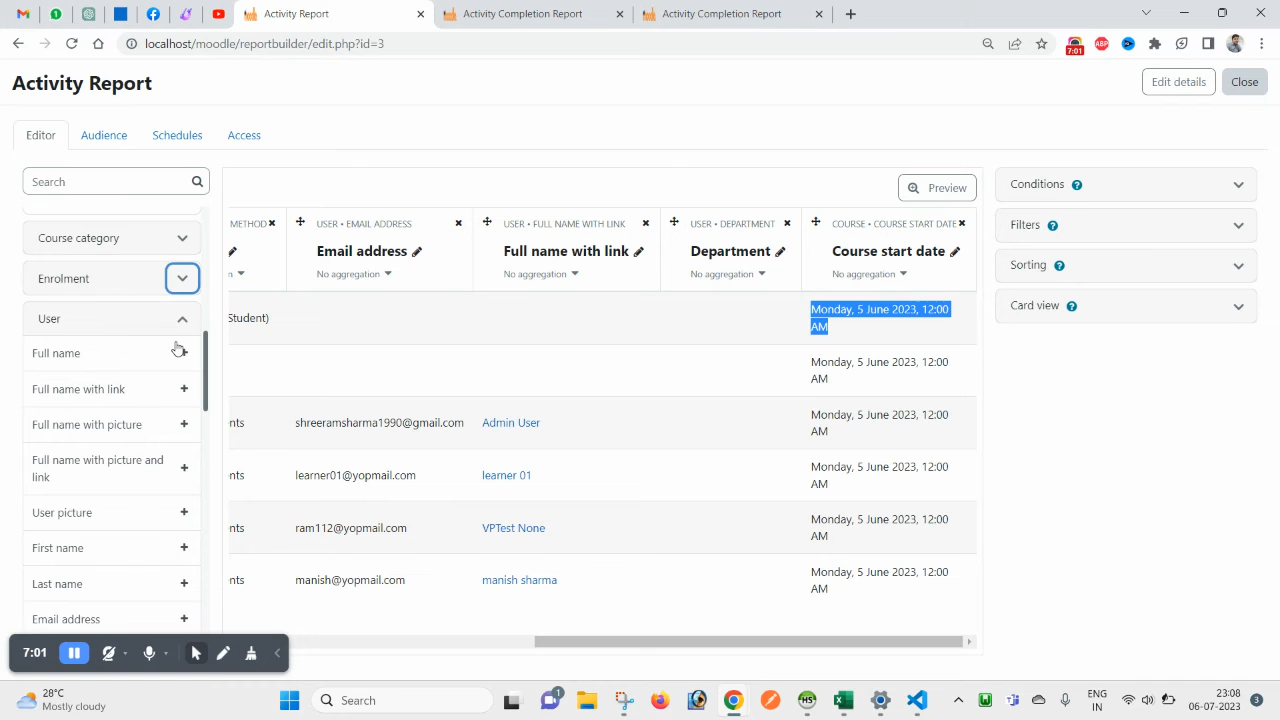 Activity Report
Activity Completion Report
Activity Completion Report
localhost/moodle/reportbuilder/edit.php?id=3
7:01
ABP
Activity Report
Edit details
Close
Editor
Audience
Schedules
Access
Search
Preview
Conditions
Filters
Sorting
Card view
Course category
Enrolment
User
Full name
Full name with link
Full name with picture
Full name with picture and
link
User picture
First name
Last name
Email address
METHOD
USER • EMAIL ADDRESS
USER • FULL NAME WITH LINK
USER • DEPARTMENT
COURSE • COURSE START DATE
Email address
Full name with link
Department
Course start date
n
No aggregation
No aggregation
No aggregation
No aggregation
Student)
Monday, 5 June 2023, 12:00
AM
Monday, 5 June 2023, 12:00
AM
nts
shreeramsharma1990@gmail.com
Admin User
Monday, 5 June 2023, 12:00
AM
nts
learner01@yopmail.com
learner 01
Monday, 5 June 2023, 12:00
AM
nts
ram112@yopmail.com
VPTest None
Monday, 5 June 2023, 12:00
AM
nts
manish@yopmail.com
manish sharma
Monday, 5 June 2023, 12:00
AM
7:01
28°C
Mostly cloudy
Search
1
HS
ENG
IN
23:08
06-07-2023
3